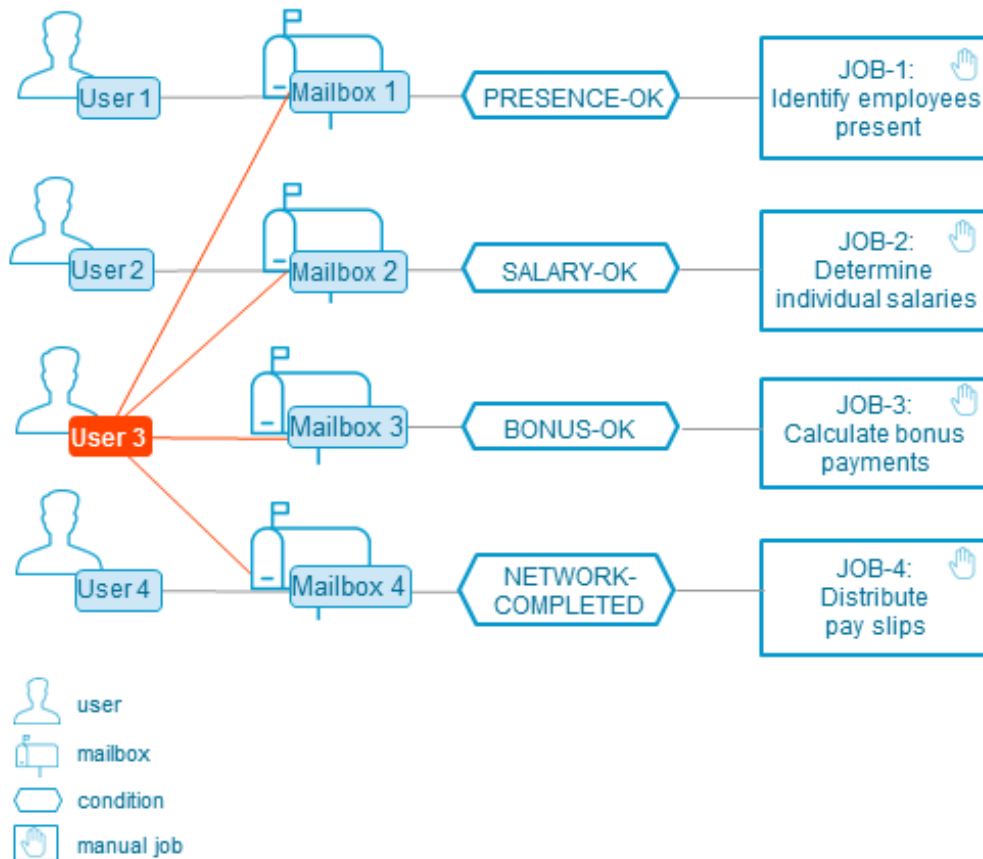 User 1
Mailbox 1
PRESENCE-OK
JOB-1:
Identify employees
present
User 2
Mailbox 2
SALARY-OK
JOB-2:
Determine
individual salaries
User 3
Mailbox 3
BONUS-OK
JOB-3:
Calculate bonus
payments
User 4
Mailbox 4
NETWORK-
COMPLETED
JOB-4:
Distribute
pay slips
user
mailbox
condition
manual job